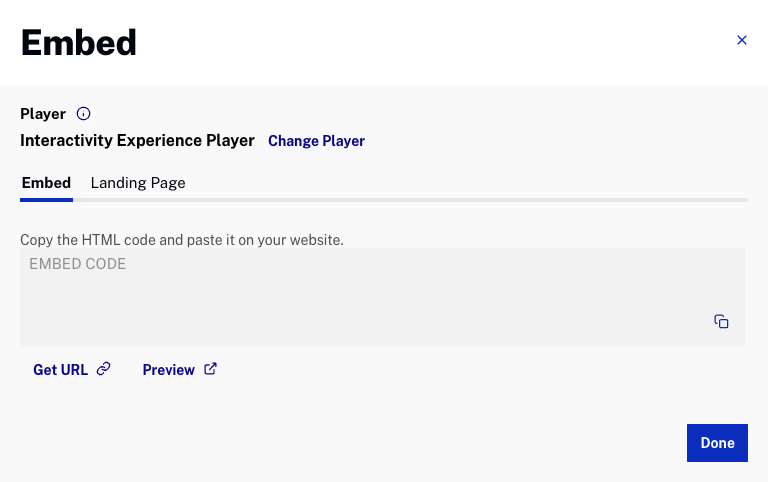 Embed
Player
Interactivity Experience Player Change Player
Embed Landing Page
Copy the HTML code and paste it on your website.
EMBED CODE
Get URL Preview
Done